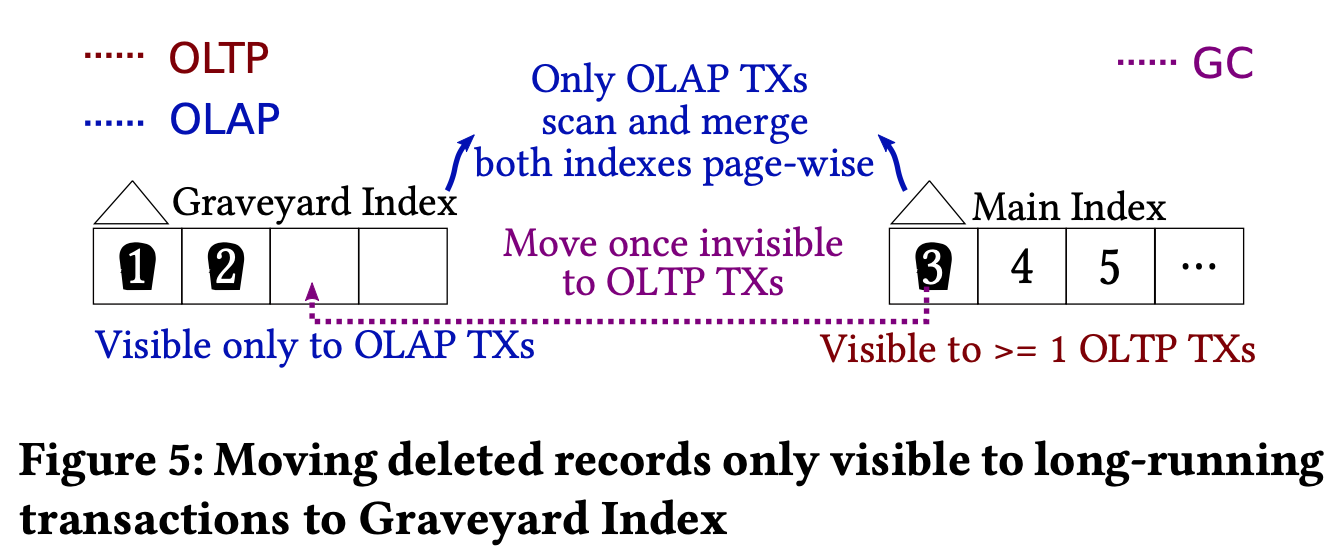 OLTP
OLAP
GC
Only OLAP TXs
scan and merge
both indexes page-wise
Graveyard Index
Main Index
1 2
3 4 5 ...
Move once invisible
to OLTP TXs
Visible only to OLAP TXs
Visible to >= 1 OLTP TXs
Figure 5: Moving deleted records only visible to long-running
transactions to Graveyard Index